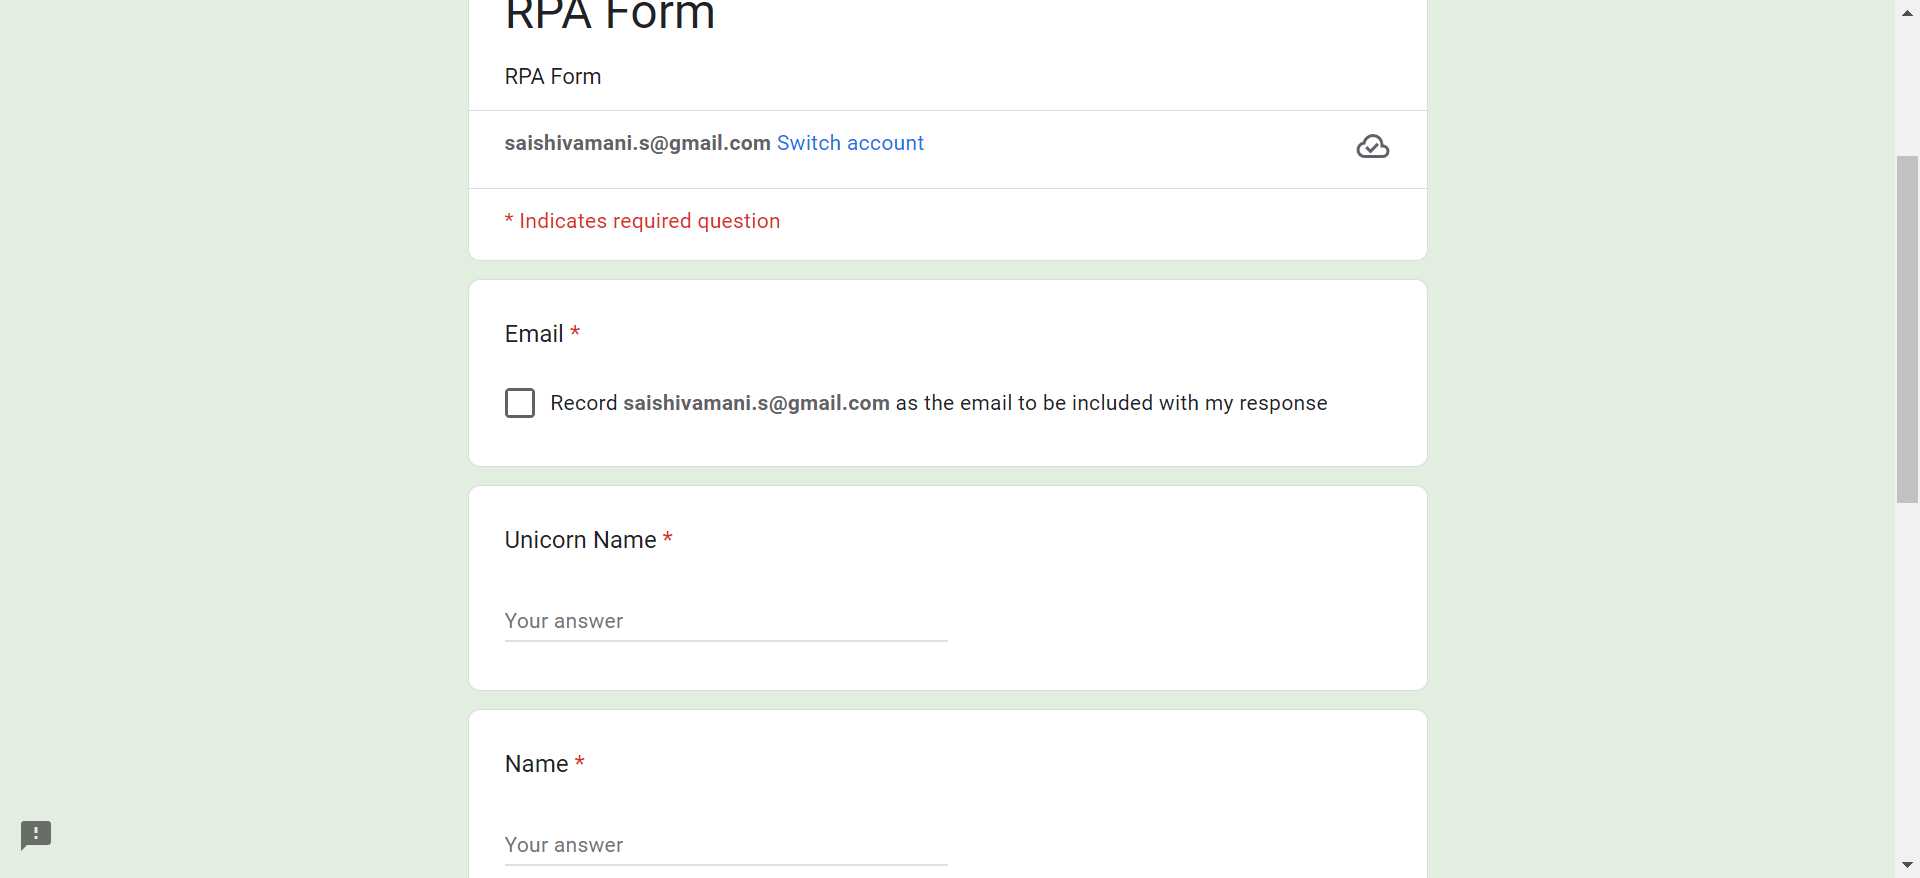 RPA Form
RPA Form
saishivamani.s@gmail.com Switch account
* Indicates required question
Email *
Record saishivamani.s@gmail.com as the email to be included with my response
Unicorn Name *
Your answer
Name *
Your answer